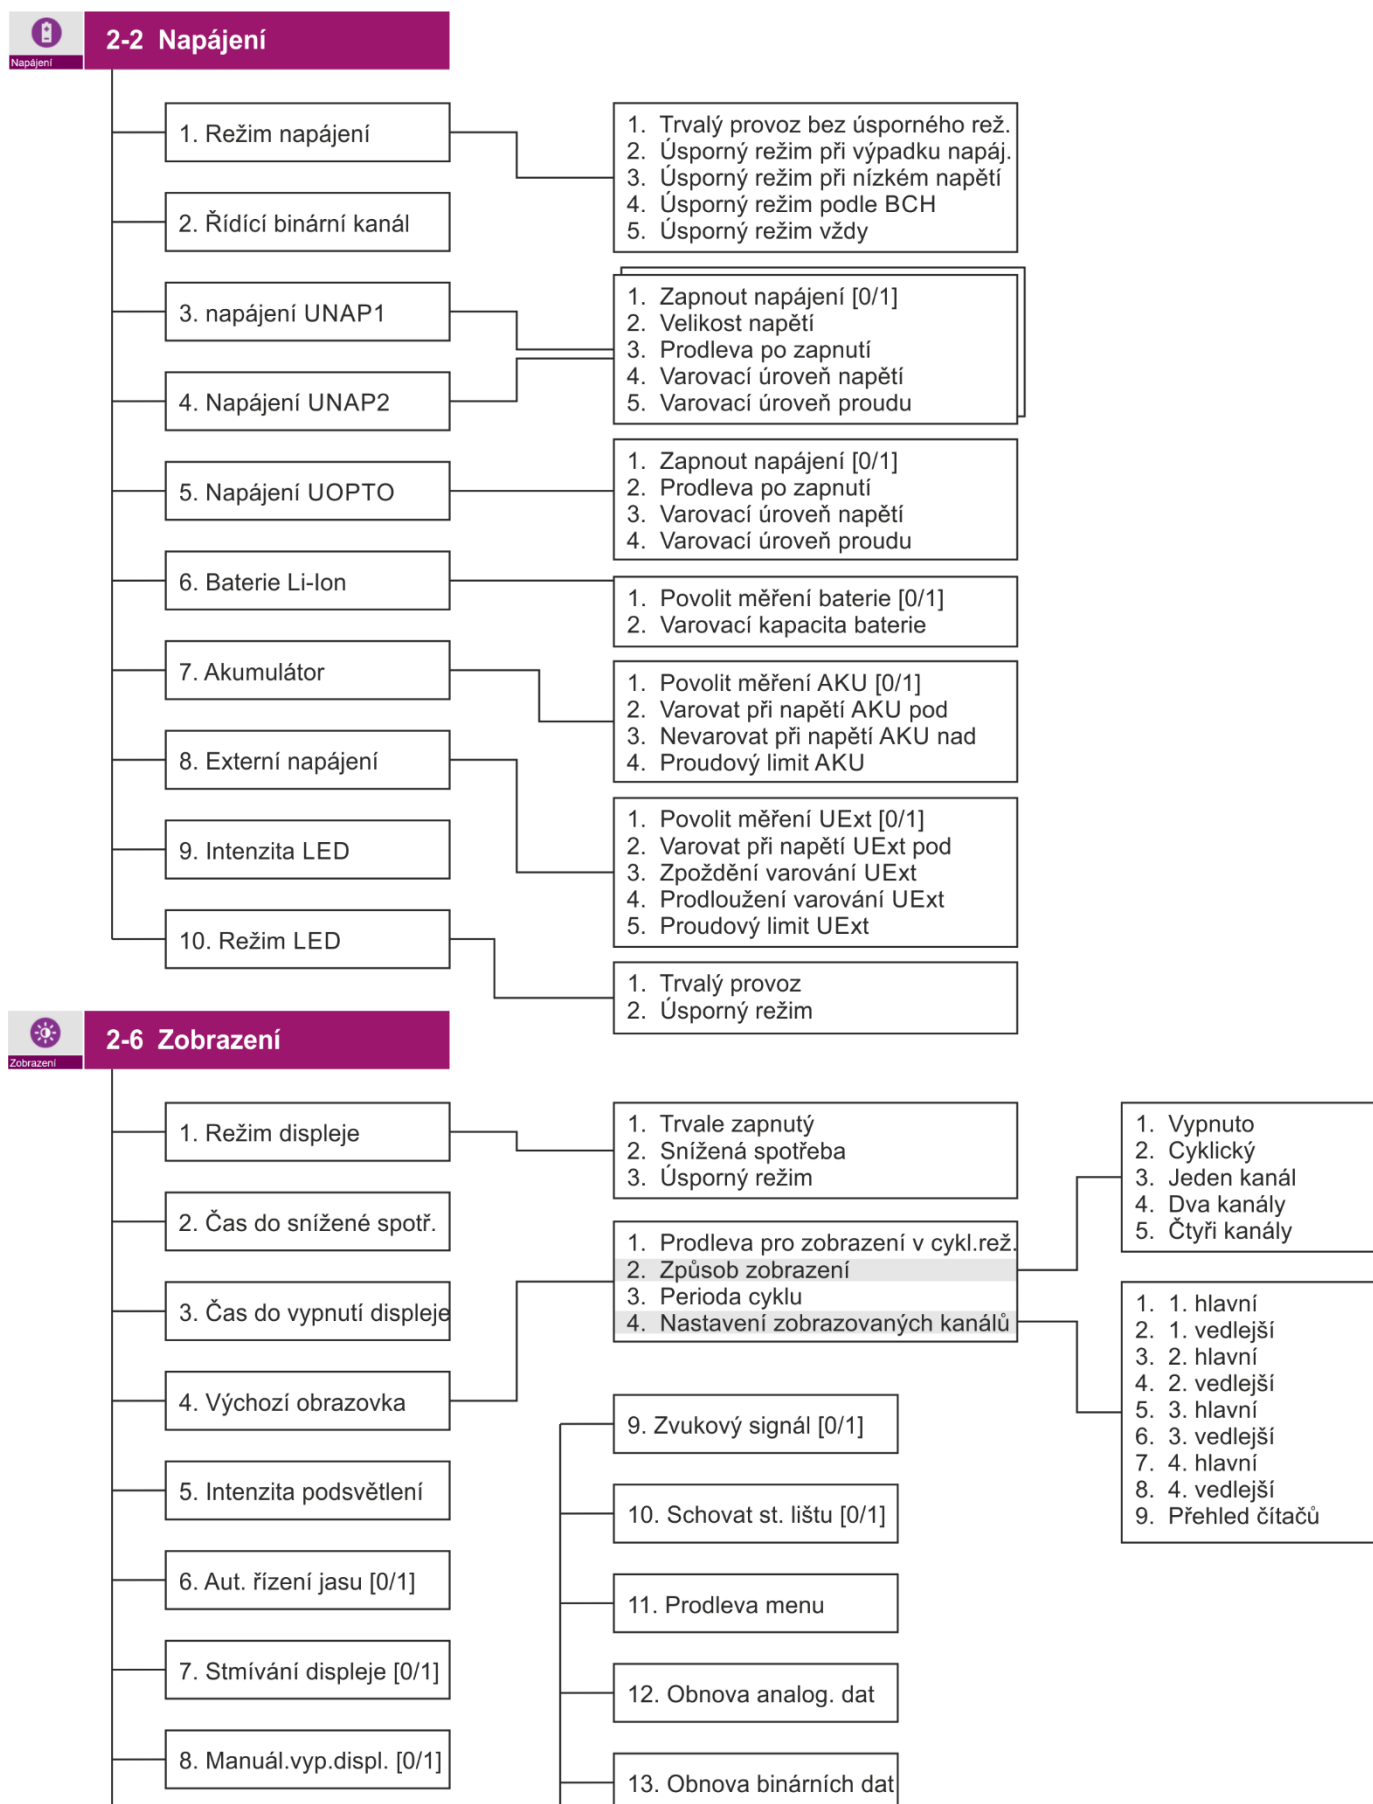 Napájení
2-2 Napájení
1. Režim napájení
1. Trvalý provoz bez úsporného rež.
2. Úsporný režim při výpadku napáj.
3. Úsporný režim při nízkém napětí
4. Úsporný režim podle BCH
5. Úsporný režim vždy
2. Řídící binární kanál
3. napájení UNAP1
4. Napájení UNAP2
1. Zapnout napájení [0/1]
2. Velikost napětí
3. Prodleva po zapnutí
4. Varovací úroveň napětí
5. Varovací úroveň proudu
5. Napájení UOPTO
1. Zapnout napájení [0/1]
2. Prodleva po zapnutí
3. Varovací úroveň napětí
4. Varovací úroveň proudu
6. Baterie Li-Ion
1. Povolit měření baterie [0/1]
2. Varovací kapacita baterie
7. Akumulátor
1. Povolit měření AKU [0/1]
2. Varovat při napětí AKU pod
3. Nevarovat při napětí AKU nad
4. Proudový limit AKU
8. Externí napájení
1. Povolit měření UExt [0/1]
2. Varovat při napětí UExt pod
3. Zpoždění varování UExt
4. Prodloužení varování UExt
5. Proudový limit UExt
9. Intenzita LED
10. Režim LED
1. Trvalý provoz
2. Úsporný režim
Zobrazení
2-6 Zobrazení
1. Režim displeje
1. Trvale zapnutý
2. Snížená spotřeba
3. Úsporný režim
2. Čas do snížené spotř.
3. Čas do vypnutí displeje
4. Výchozí obrazovka
1. Prodleva pro zobrazení v cykl.rež.
2. Způsob zobrazení
3. Perioda cyklu
4. Nastavení zobrazovaných kanálů
1. Vypnuto
2. Cyklický
3. Jeden kanál
4. Dva kanály
5. Čtyři kanály
1. 1. hlavní
2. 1. vedlejší
3. 2. hlavní
4. 2. vedlejší
5. 3. hlavní
6. 3. vedlejší
7. 4. hlavní
8. 4. vedlejší
9. Přehled čítačů
5. Intenzita podsvětlení
6. Aut. řízení jasu [0/1]
7. Stmívání displeje [0/1]
8. Manuál.vyp.displ. [0/1]
9. Zvukový signál [0/1]
10. Schovat st. lištu [0/1]
11. Prodleva menu
12. Obnova analog. dat
13. Obnova binárních dat